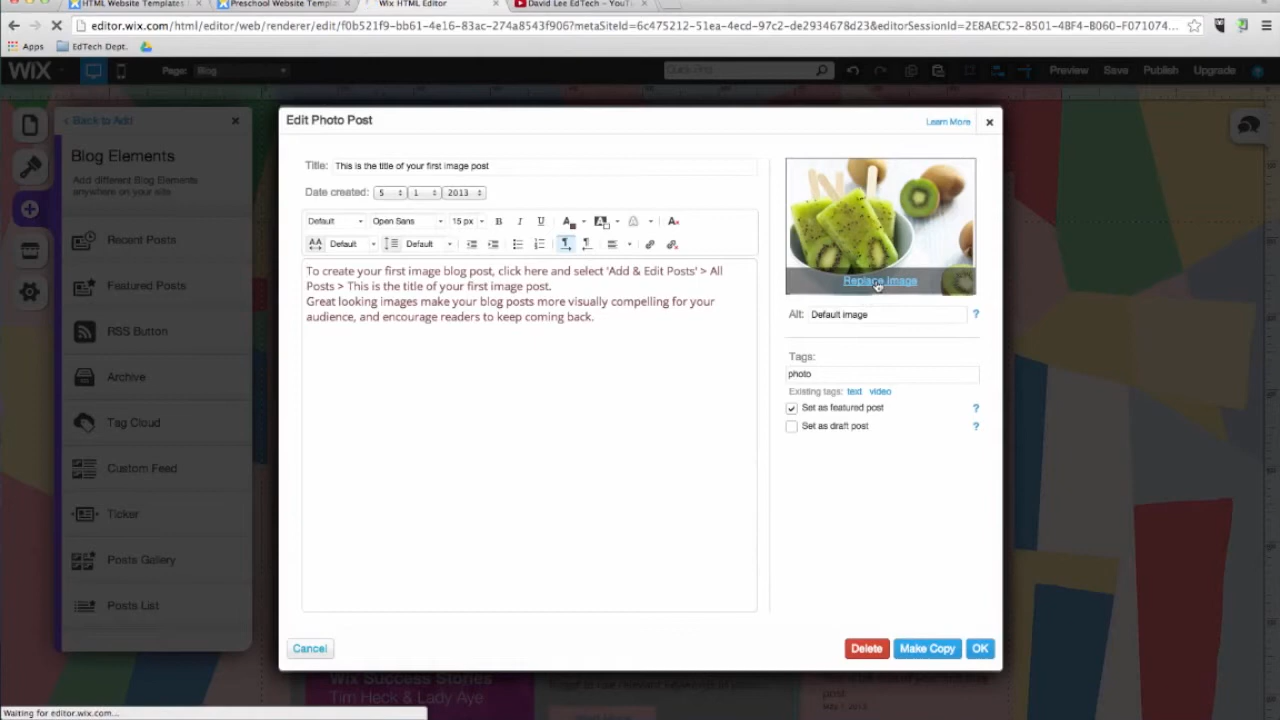 HTML Website Templates
Preschool Website Templat
Wix HTML Editor
David Lee EdTech – YouT
editor.wix.com/html/editor/web/renderer/edit/f0b521f9-bb61-4e16-83ac-274a8543f906?metaSiteId=6c475212-51ea-4ecd-97c2-de2934678d23&editorSessionId=2E8AEC52-8501-4BF4-B060-F071074...
Apps
EdTech Dept.
WiX
Page:
Blog
Preview
Save
Publish
Upgrade
< Back to Add
Blog Elements
Add different Blog Elements
anywhere on your site
Recent Posts
Featured Posts
RSS Button
Archive
Tag Cloud
Custom Feed
Ticker
Posts Gallery
Posts List
Edit Photo Post
Learn More
Title:
This is the title of your first image post
Date created:
5
1
2013
Default
Open Sans
15 px
B
I
U
Default
Default
To create your first image blog post, click here and select 'Add & Edit Posts' > All
Posts > This is the title of your first image post.
Great looking images make your blog posts more visually compelling for your
audience, and encourage readers to keep coming back.
Replace Image
Alt:
Default image
?
Tags:
photo
Existing tags: text video
Set as featured post
?
Set as draft post
?
Cancel
Delete
Make Copy
OK
Wix Success Stories
Tim Heck & Lady Aye
post
Waiting for editor.wix.com...